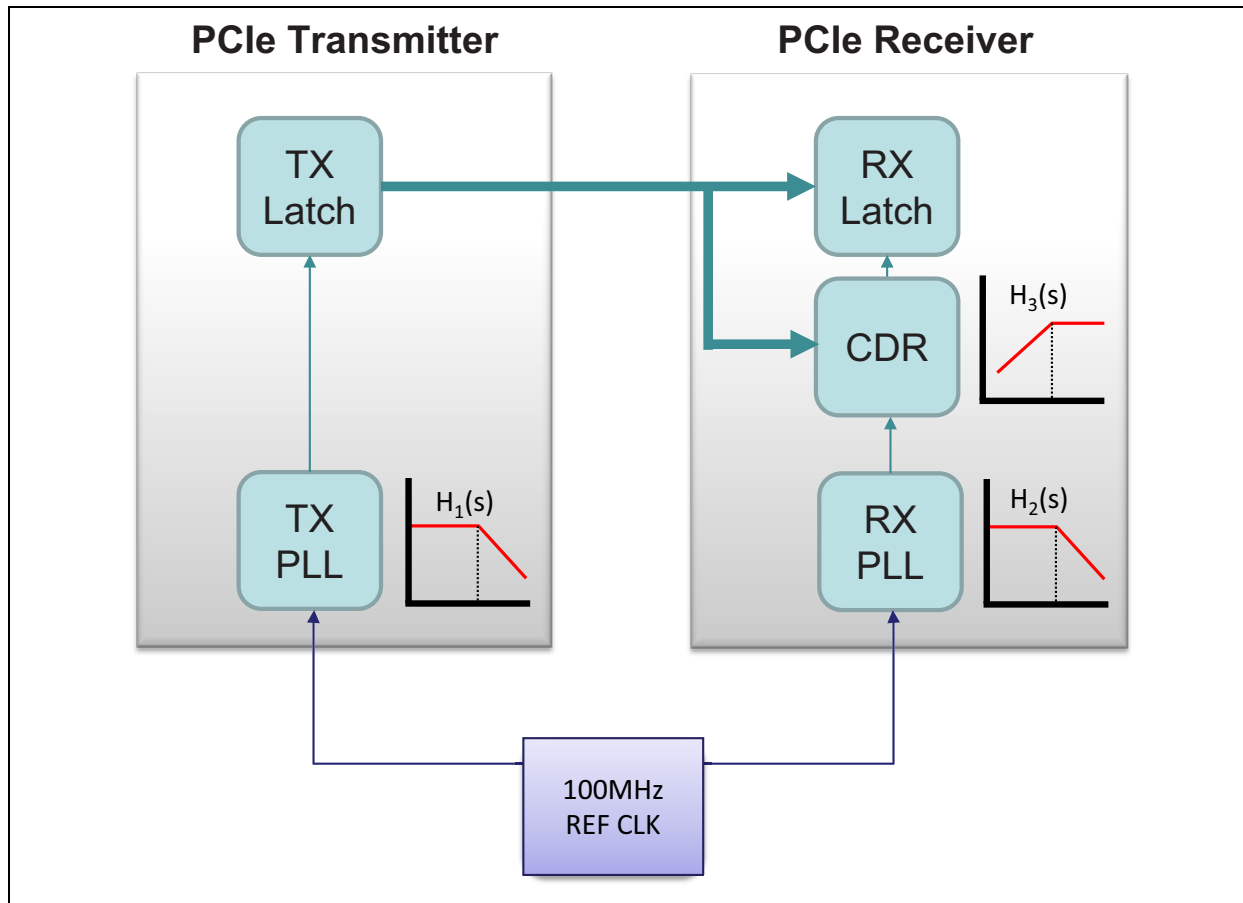 PCIe Transmitter
PCIe Receiver
TX
Latch
RX
Latch
H₃(s)
CDR
H₁(s)
TX
PLL
H₂(s)
RX
PLL
100MHz
REF CLK